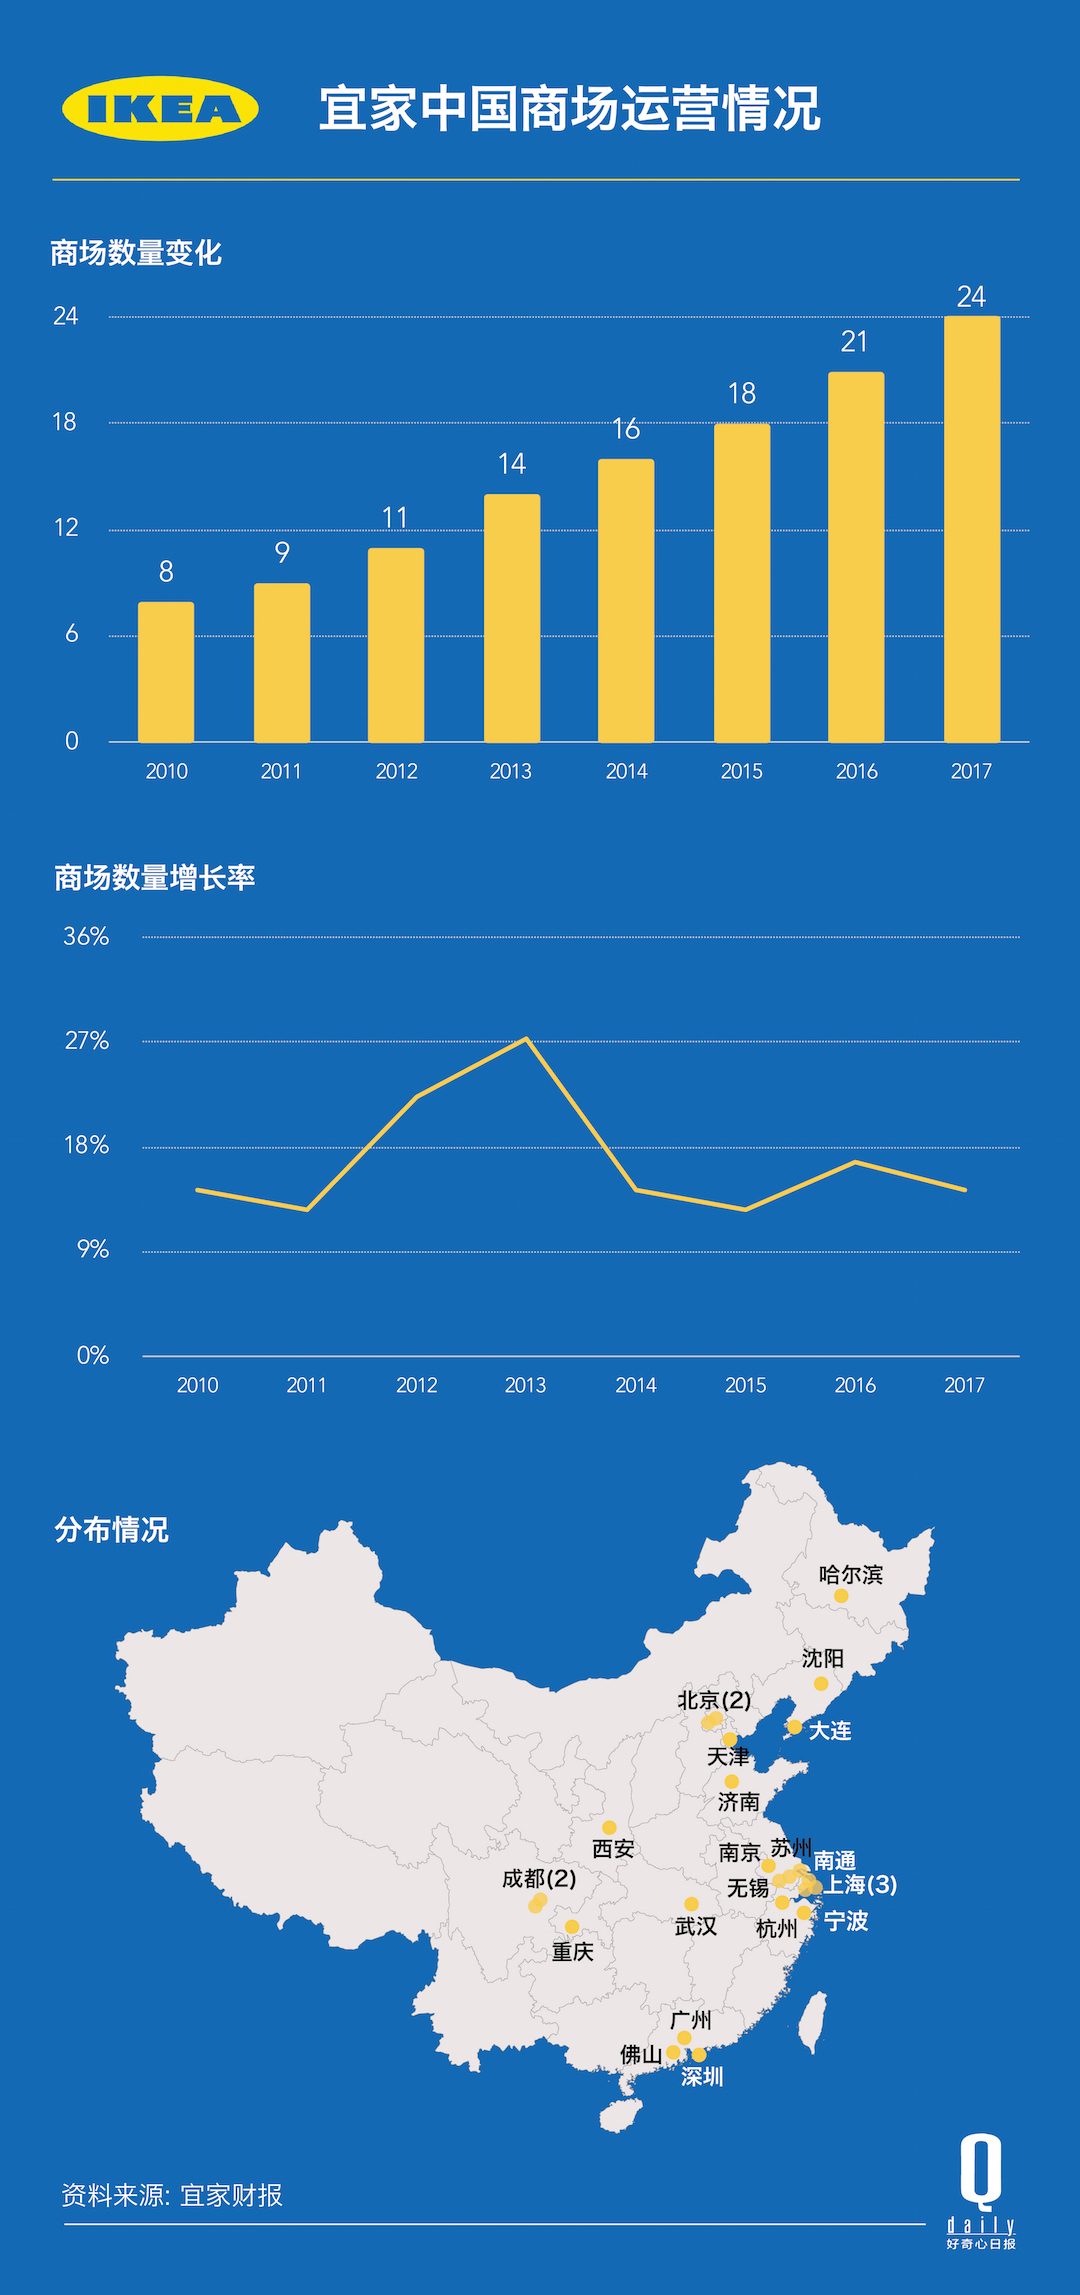 IKEA
宜家中国商场运营情况
商场数量变化
24
18
12
6
0
8
9
11
14
16
18
21
24
2010 2011 2012 2013 2014 2015 2016 2017
商场数量增长率
36%
27%
18%
9%
0%
2010 2011 2012 2013 2014 2015 2016 2017
分布情况
哈尔滨
沈阳
北京(2)
大连
天津
济南
西安
南京
苏州
南通
成都(2)
无锡
上海(3)
武汉
杭州
宁波
重庆
广州
佛山
深圳
资料来源: 宜家财报
Q
daily
好奇心日报